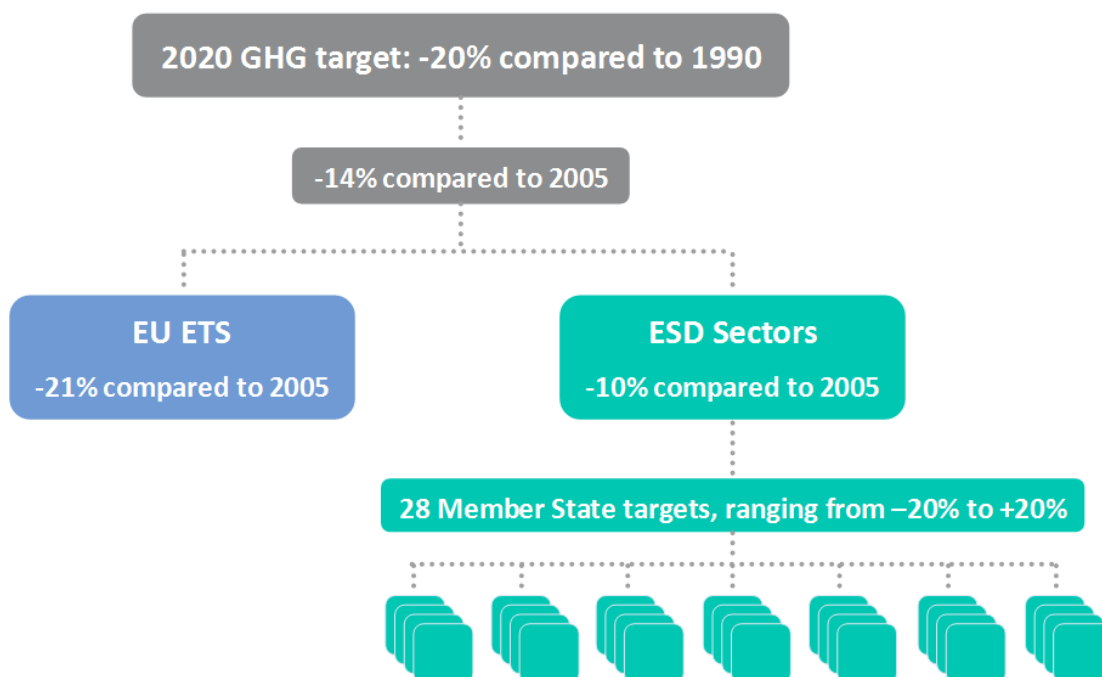 2020 GHG target: -20% compared to 1990
-14% compared to 2005
EU ETS
-21% compared to 2005
ESD Sectors
-10% compared to 2005
28 Member State targets, ranging from –20% to +20%